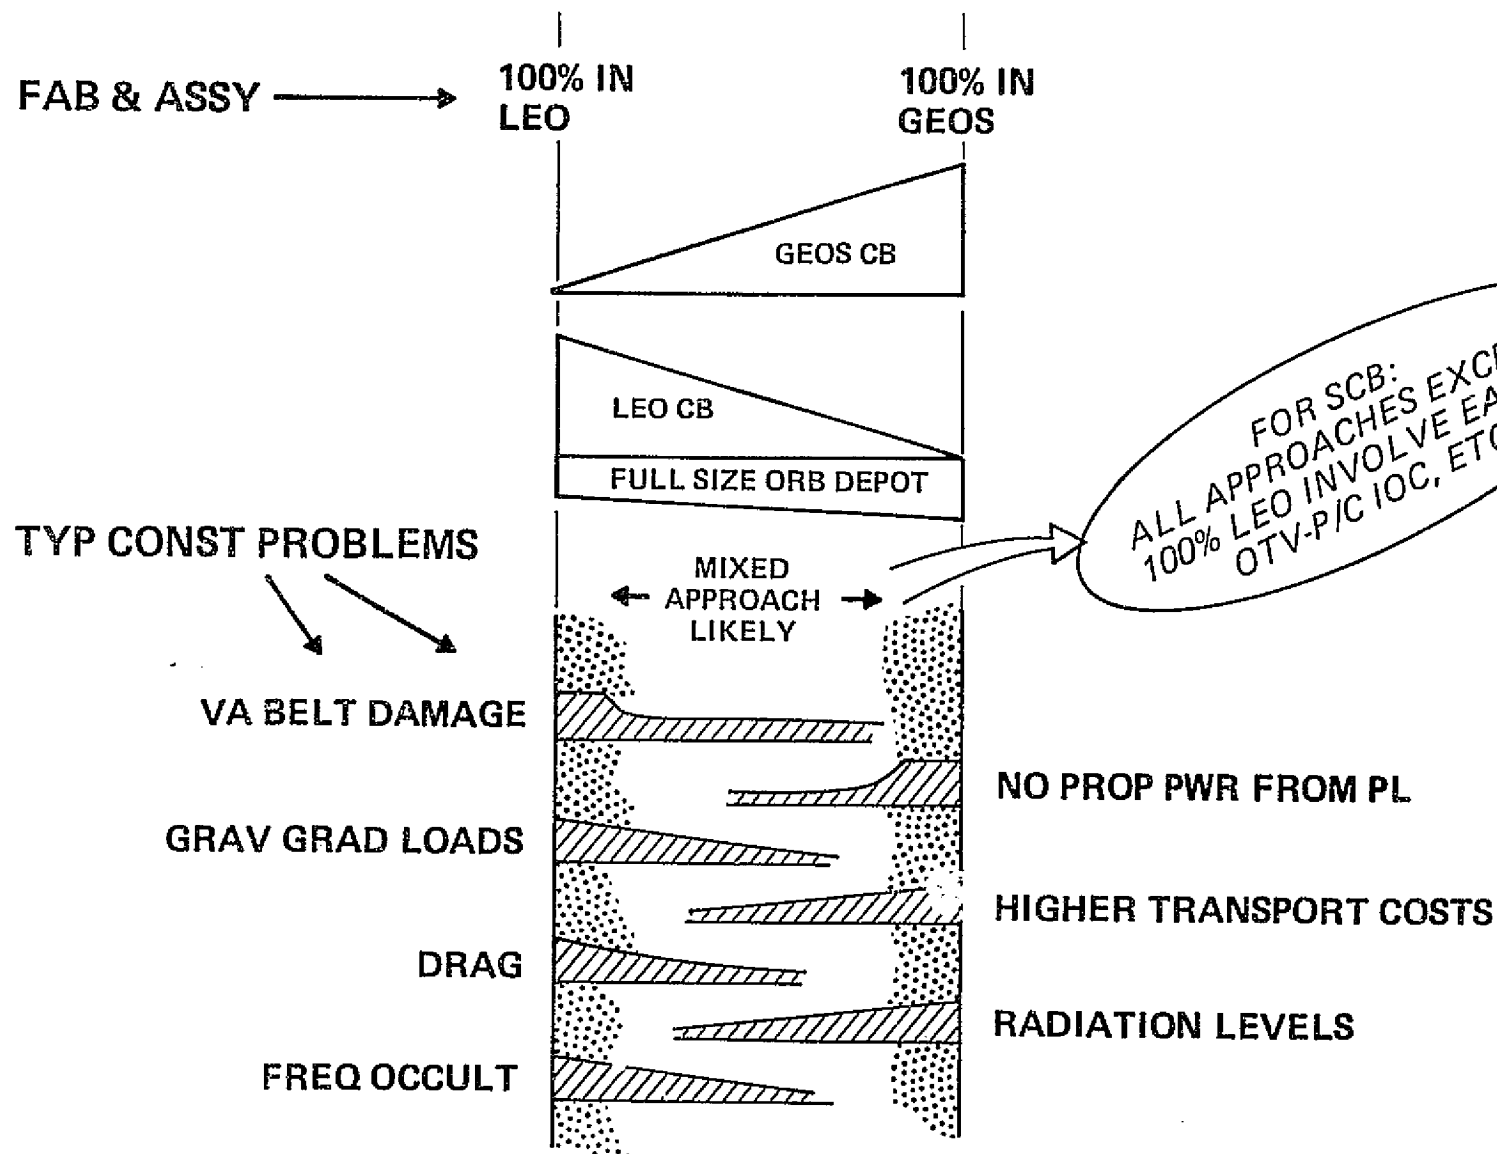 FAB & ASSY
100% IN
LEO
100% IN
GEOS
GEOS CB
LEO CB
FULL SIZE ORB DEPOT
FOR SCB:
ALL APPROACHES
100% LEO INVOLVE
OTV-P/C IOC,
TYP CONST PROBLEMS
MIXED
APPROACH
LIKELY
VA BELT DAMAGE
NO PROP PWR FROM PL
GRAV GRAD LOADS
HIGHER TRANSPORT COSTS
DRAG
RADIATION LEVELS
FREQ OCCULT